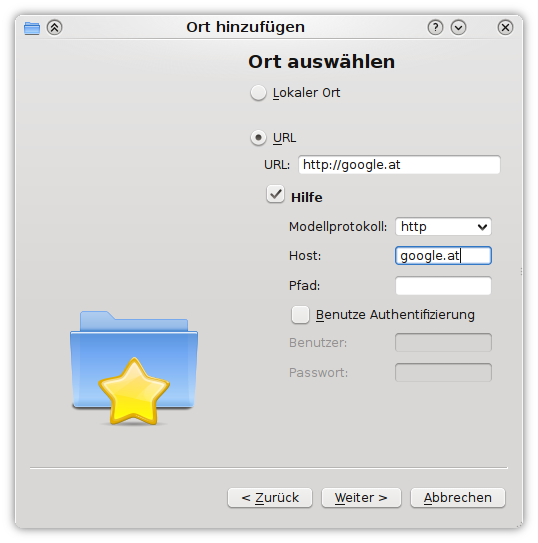 Ort hinzufügen
Ort auswählen
Lokaler Ort
URL
URL: http://google.at
Hilfe
Modellprotokoll: http
Host: google.at
Pfad:
Benutze Authentifizierung
Benutzer:
Passwort:
< Zurück Weiter > Abbrechen